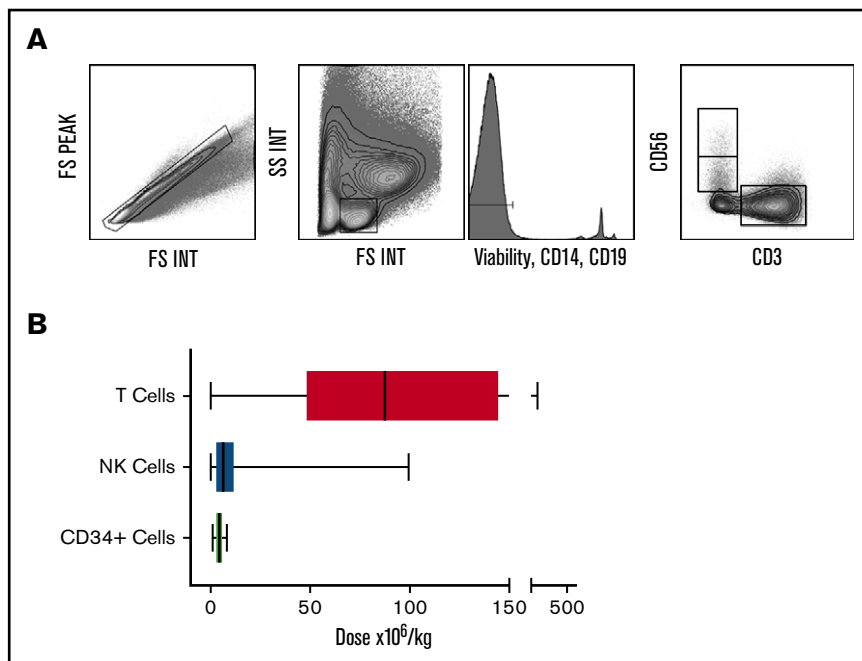 A
FS PEAK
FS INT
SS INT
FS INT
Viability, CD14, CD19
CD56
CD3
B
T Cells
NK Cells
CD34+ Cells
0 50 100 150 500
Dose x10⁶/kg